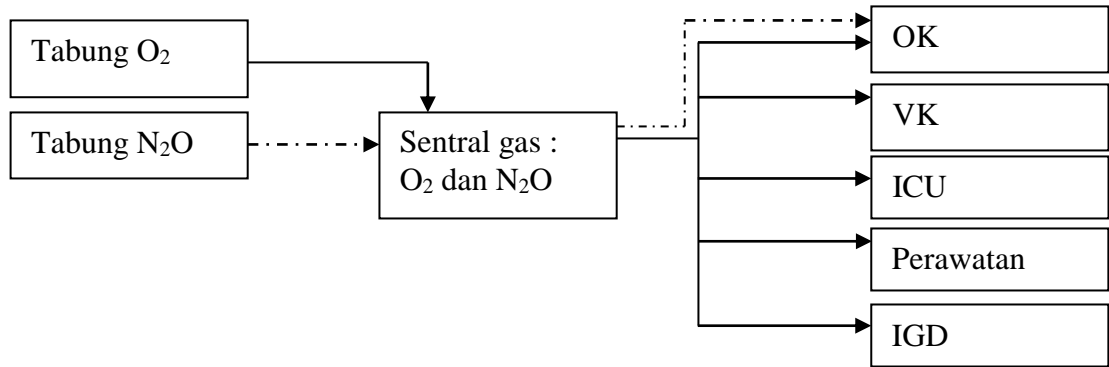 Tabung O₂
Tabung N₂O
Sentral gas :
O₂ dan N₂O
OK
VK
ICU
Perawatan
IGD